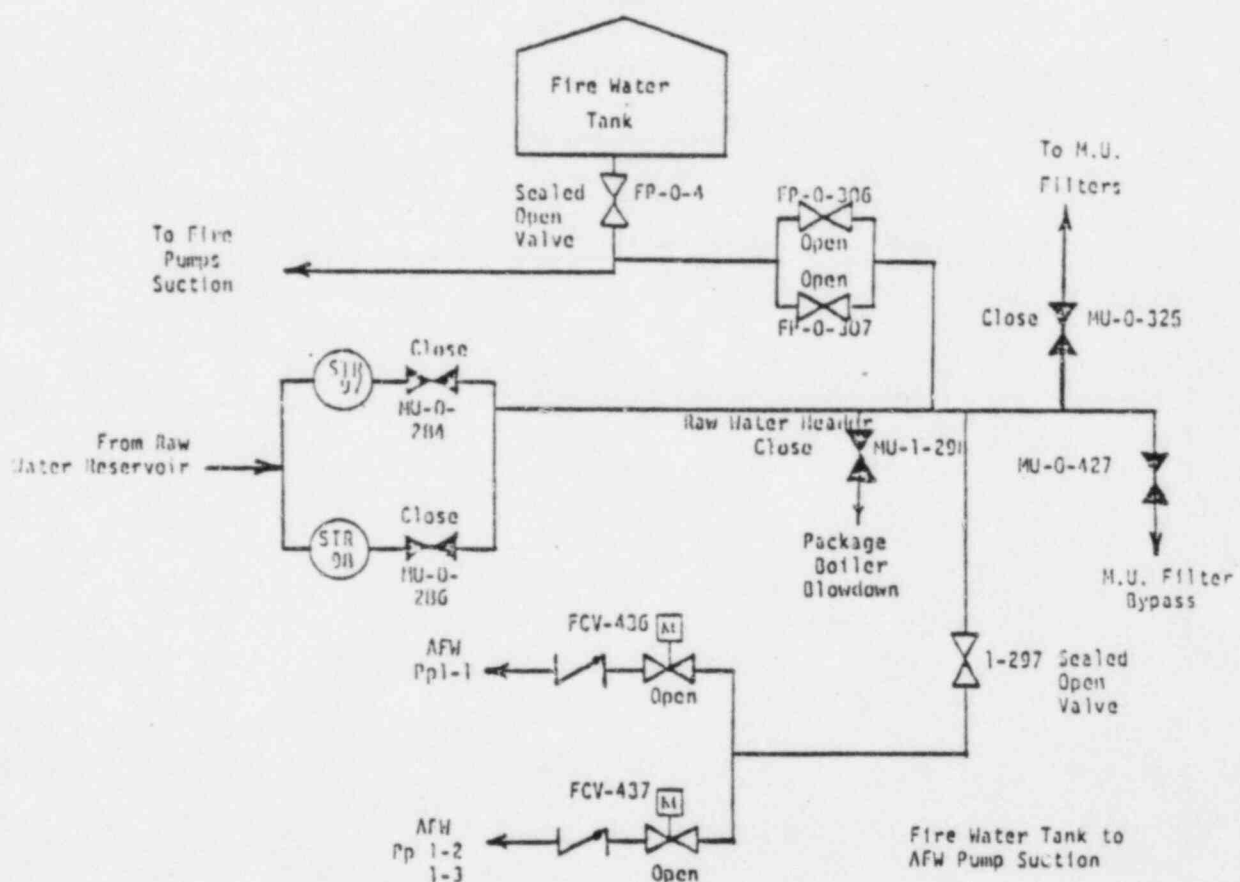 Fire Water
Tank
Sealed
Open
Valve
FP-0-4
To Fire
Pumps
Suction
FP-0-306
Open
Open
FP-0-307
To M.U.
Filters
Close
MU-0-325
STR
97
Close
MU-0-
284
From Raw
Water Reservoir
STR
98
Close
MU-0-
286
Raw Water Header
Close
MU-1-298
Package
Boiler
Blowdown
MU-0-427
M.U. Filter
Bypass
1-297 Sealed
Open
Valve
AFW
Pp1-1
FCV-436
M
Open
AFW
Pp 1-2
1-3
FCV-437
M
Open
Fire Water Tank to
AFW Pump Suction